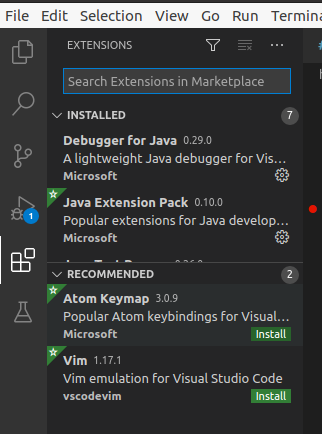 File Edit View Go Run Termina
EXTENSIONS
Search Extensions in Marketplace
INSTALLED 7
Debugger for Java 0.29.0
A lightweight Java debugger for Vis...
Microsoft
Java Extension Pack 0.10.0
Popular extensions for Java develop...
Microsoft
1
RECOMMENDED 2
Atom Keymap 3.0.9
Popular Atom keybindings for Visual...
Microsoft Install
Vim 1.17.1
Vim emulation for Visual Studio Code
vscodevim Install